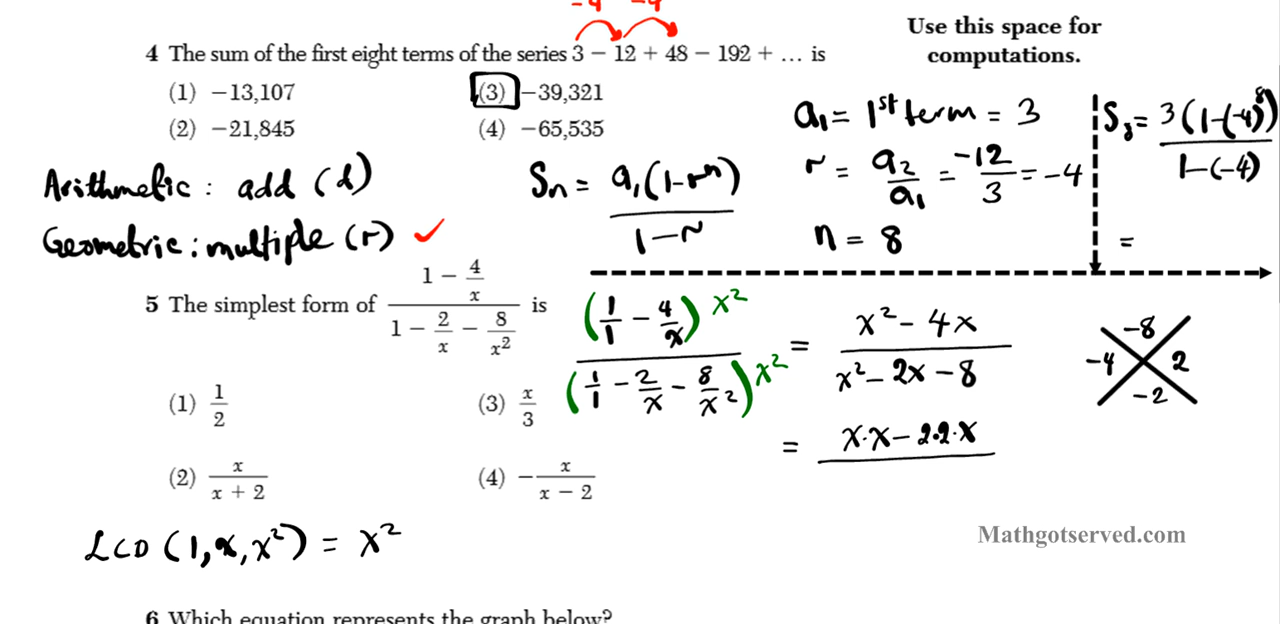 -4 -4
4 The sum of the first eight terms of the series 3 − 12 + 48 − 192 + … is
(1) −13,107 (3) −39,321
(2) −21,845 (4) −65,535
Use this space for
computations.
Arithmetic: add (d)
Geometric: multiple (r) ✓
Sn = a1(1-r^n) / (1-r)
a1 = 1st term = 3
r = a2/a1 = -12/3 = -4
n = 8
S8 = 3(1-(-4)^8) / (1-(-4))
=
5 The simplest form of (1 − 4/x) / (1 − 2/x − 8/x²) is
(1) 1/2 (3) x/3
(2) x/(x + 2) (4) −x/(x − 2)
(1/1 - 4/x) x² / (1/1 - 2/x - 8/x²) x² = (x² - 4x) / (x² - 2x - 8)
-8
-4 2
-2
= x·x - 2·2·x
LCD (1, x, x²) = x²
Mathgotserved.com
6 Which equation represents the graph below?